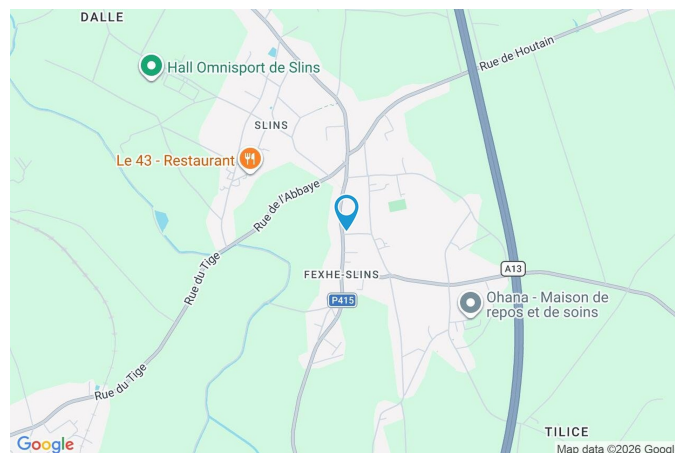 DALLE
Rue de Houtain
Hall Omnisport de Slins
SLINS
Le 43 - Restaurant
Rue de l'Abbaye
Rue du Tige
FEXHE-SLINS
A13
P415
Ohana - Maison de
repos et de soins
Rue du Tige
TILICE
Google
Map data ©2026 Googl